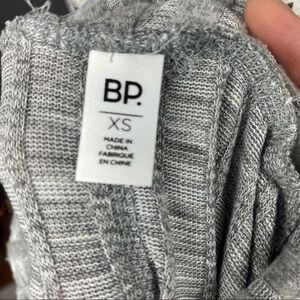 BP.
XS
MADE IN
CHINA
FABRIQUÉ
EN CHINE